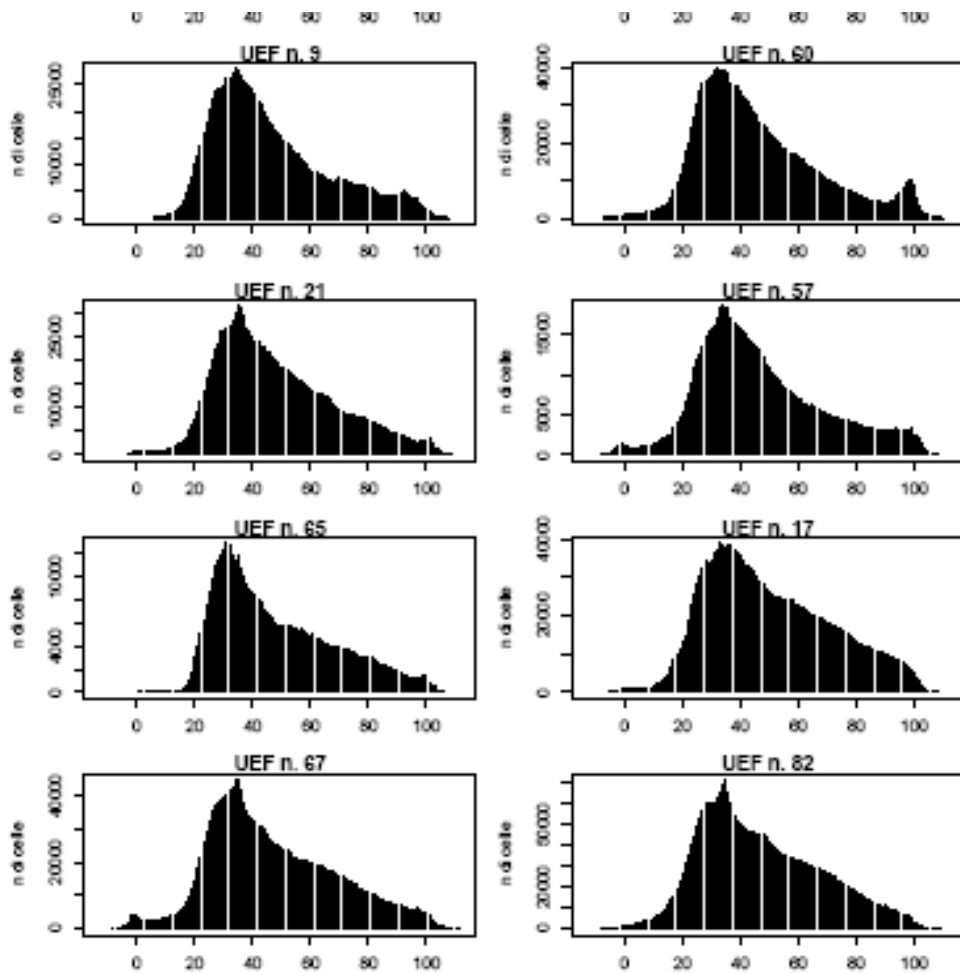 0 20 40 60 80 100
0 20 40 60 80 100
UEF n. 9
n di celle
0 10000 25000
0 20 40 60 80 100
UEF n. 60
n di celle
0 20000 40000
0 20 40 60 80 100
UEF n. 21
n di celle
0 10000 25000
0 20 40 60 80 100
UEF n. 57
n di celle
0 5000 15000
0 20 40 60 80 100
UEF n. 65
n di celle
0 4000 10000
0 20 40 60 80 100
UEF n. 17
n di celle
0 20000 40000
0 20 40 60 80 100
UEF n. 67
n di celle
0 20000 40000
0 20 40 60 80 100
UEF n. 82
n di celle
0 20000 50000
0 20 40 60 80 100